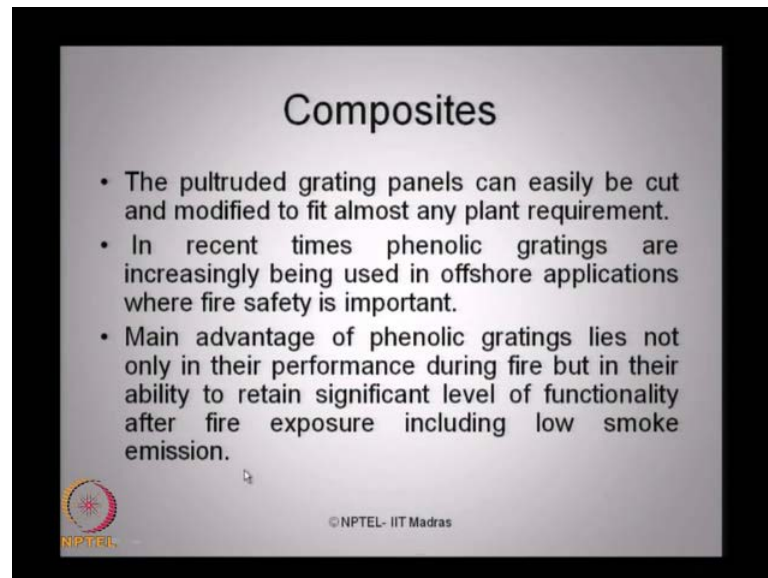 Composites
• The pultruded grating panels can easily be cut
and modified to fit almost any plant requirement.
• In recent times phenolic gratings are
increasingly being used in offshore applications
where fire safety is important.
• Main advantage of phenolic gratings lies not
only in their performance during fire but in their
ability to retain significant level of functionality
after fire exposure including low smoke
emission.
© NPTEL- IIT Madras
NPTEL